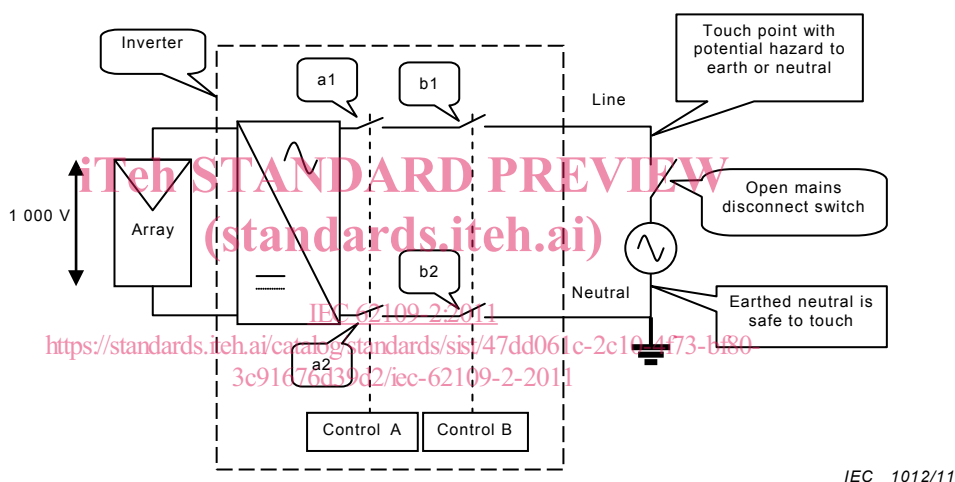 Inverter
Touch point with
potential hazard to
earth or neutral
a1
b1
Line
iTeh STANDARD PREVIEW
(standards.iteh.ai)
1 000 V
Array
Open mains
disconnect switch
b2
Neutral
Earthed neutral is
safe to touch
IEC 62109-2:2011
https://standards.iteh.ai/catalog/standards/sist/47dd061c-2c10-4f73-bf80-
3c91676d39d2/iec-62109-2-2011
a2
Control A
Control B
IEC 1012/11